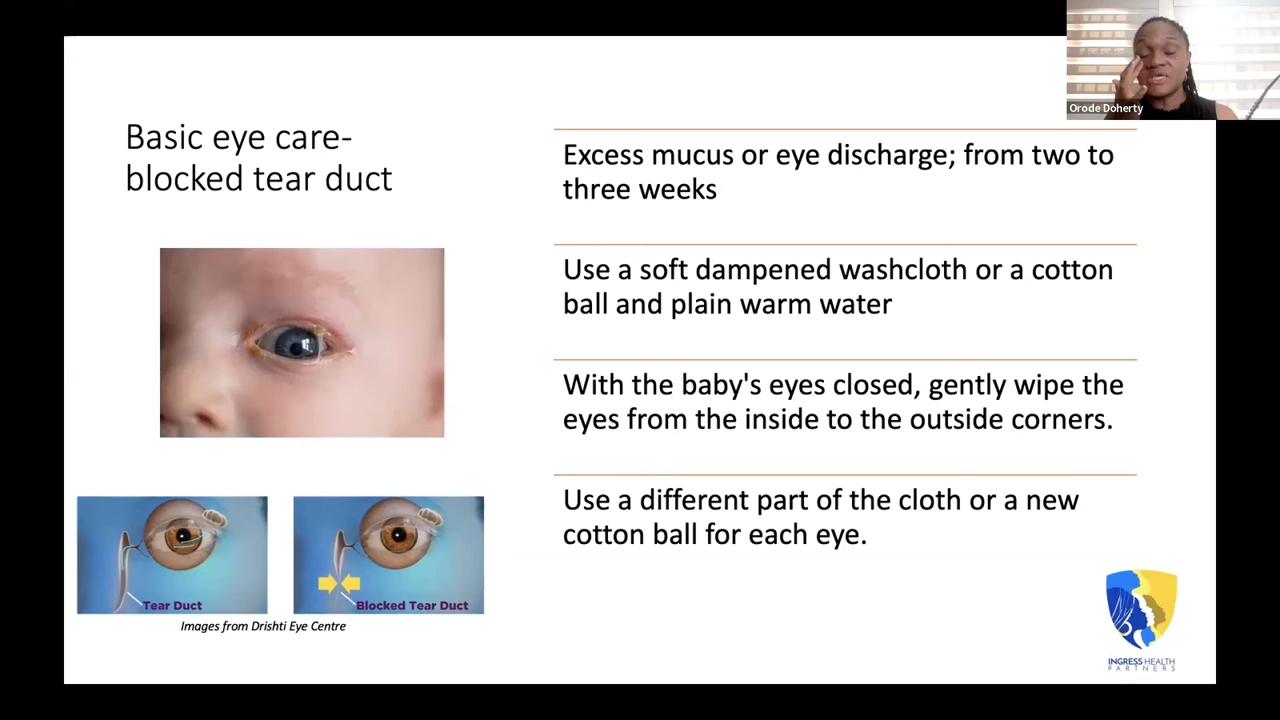 Orode Doherty
Basic eye care-
blocked tear duct
Excess mucus or eye discharge; from two to
three weeks
Use a soft dampened washcloth or a cotton
ball and plain warm water
With the baby's eyes closed, gently wipe the
eyes from the inside to the outside corners.
Use a different part of the cloth or a new
cotton ball for each eye.
Tear Duct
Blocked Tear Duct
Images from Drishti Eye Centre
INGRESS HEALTH
PARTNERS